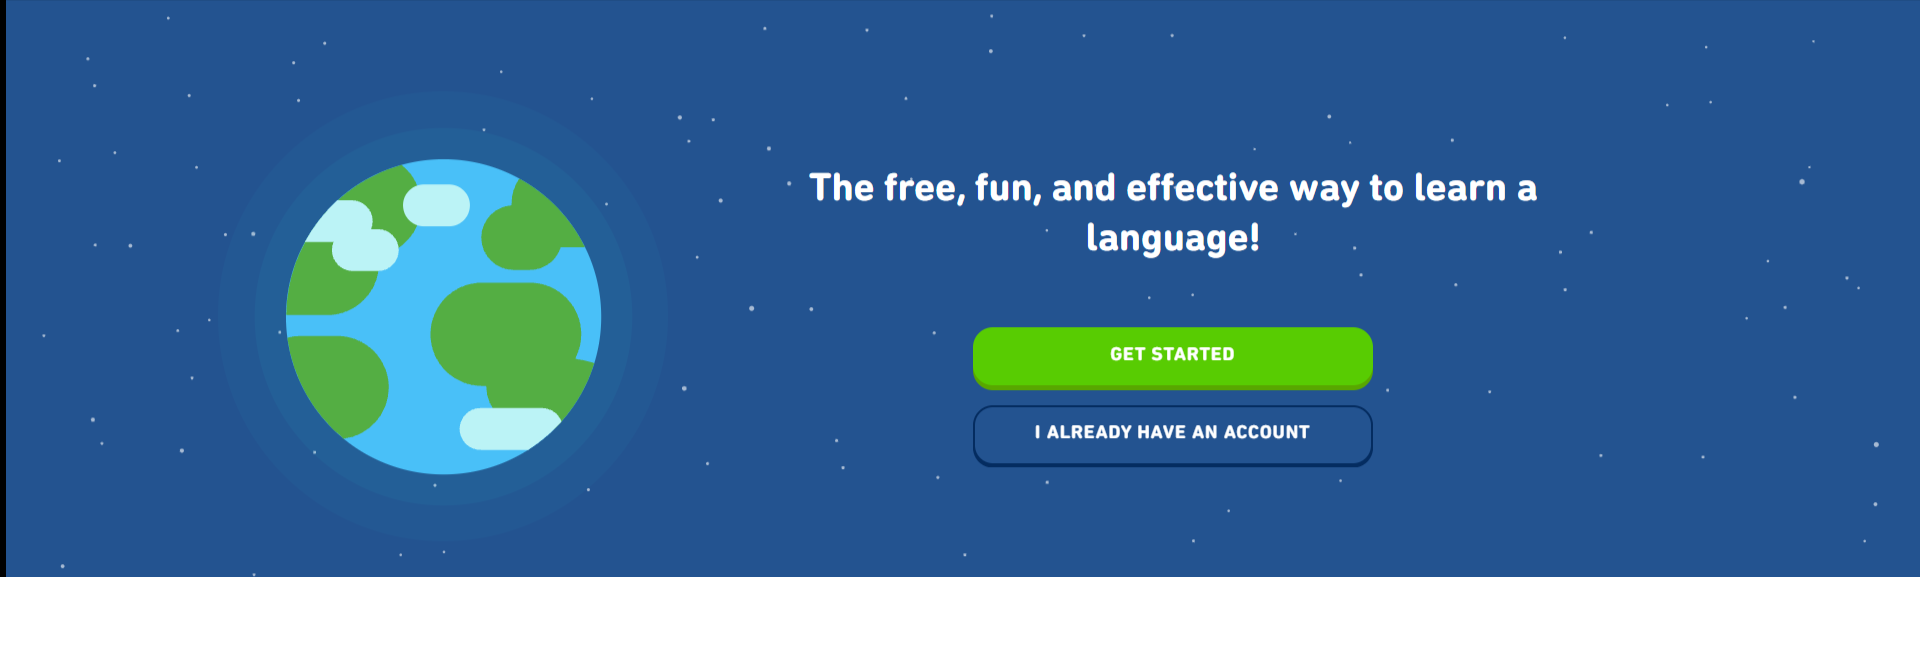 The free, fun, and effective way to learn a
language!
GET STARTED
I ALREADY HAVE AN ACCOUNT